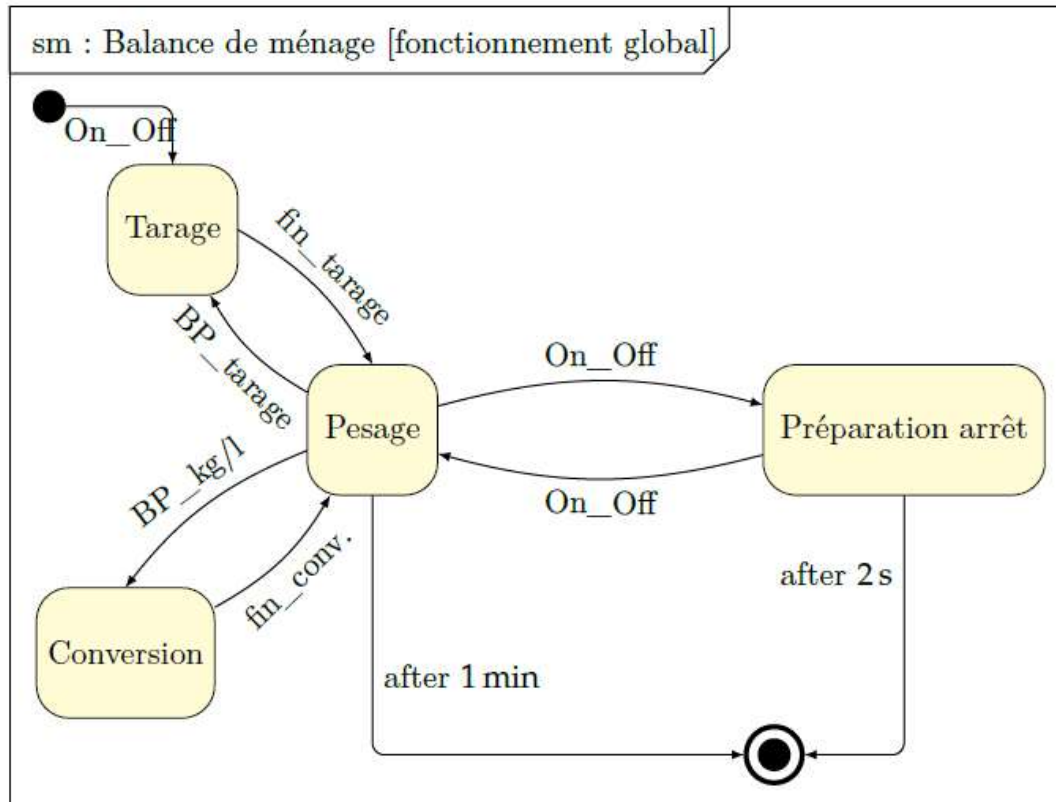 sm : Balance de ménage [fonctionnement global]
On_Off
Tarage
fin_tarage
BP_tarage
On_Off
Pesage
Préparation arrêt
BP_kg/l
On_Off
fin_conv.
after 2 s
Conversion
after 1 min